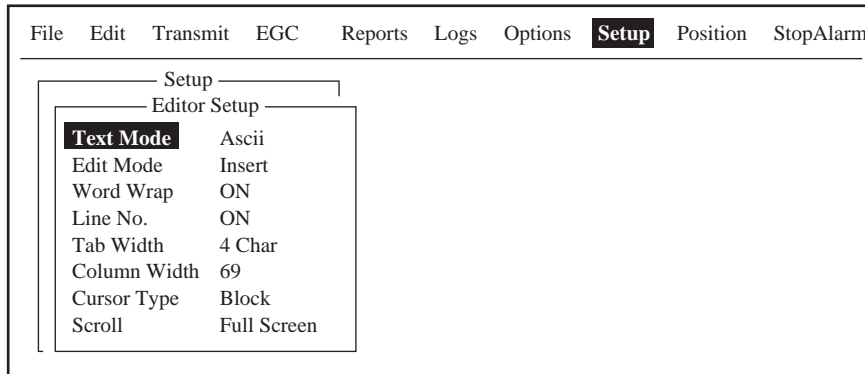 File Edit Transmit EGC Reports Logs Options Setup Position StopAlarm
Setup
Editor Setup
Text Mode Ascii
Edit Mode Insert
Word Wrap ON
Line No. ON
Tab Width 4 Char
Column Width 69
Cursor Type Block
Scroll Full Screen